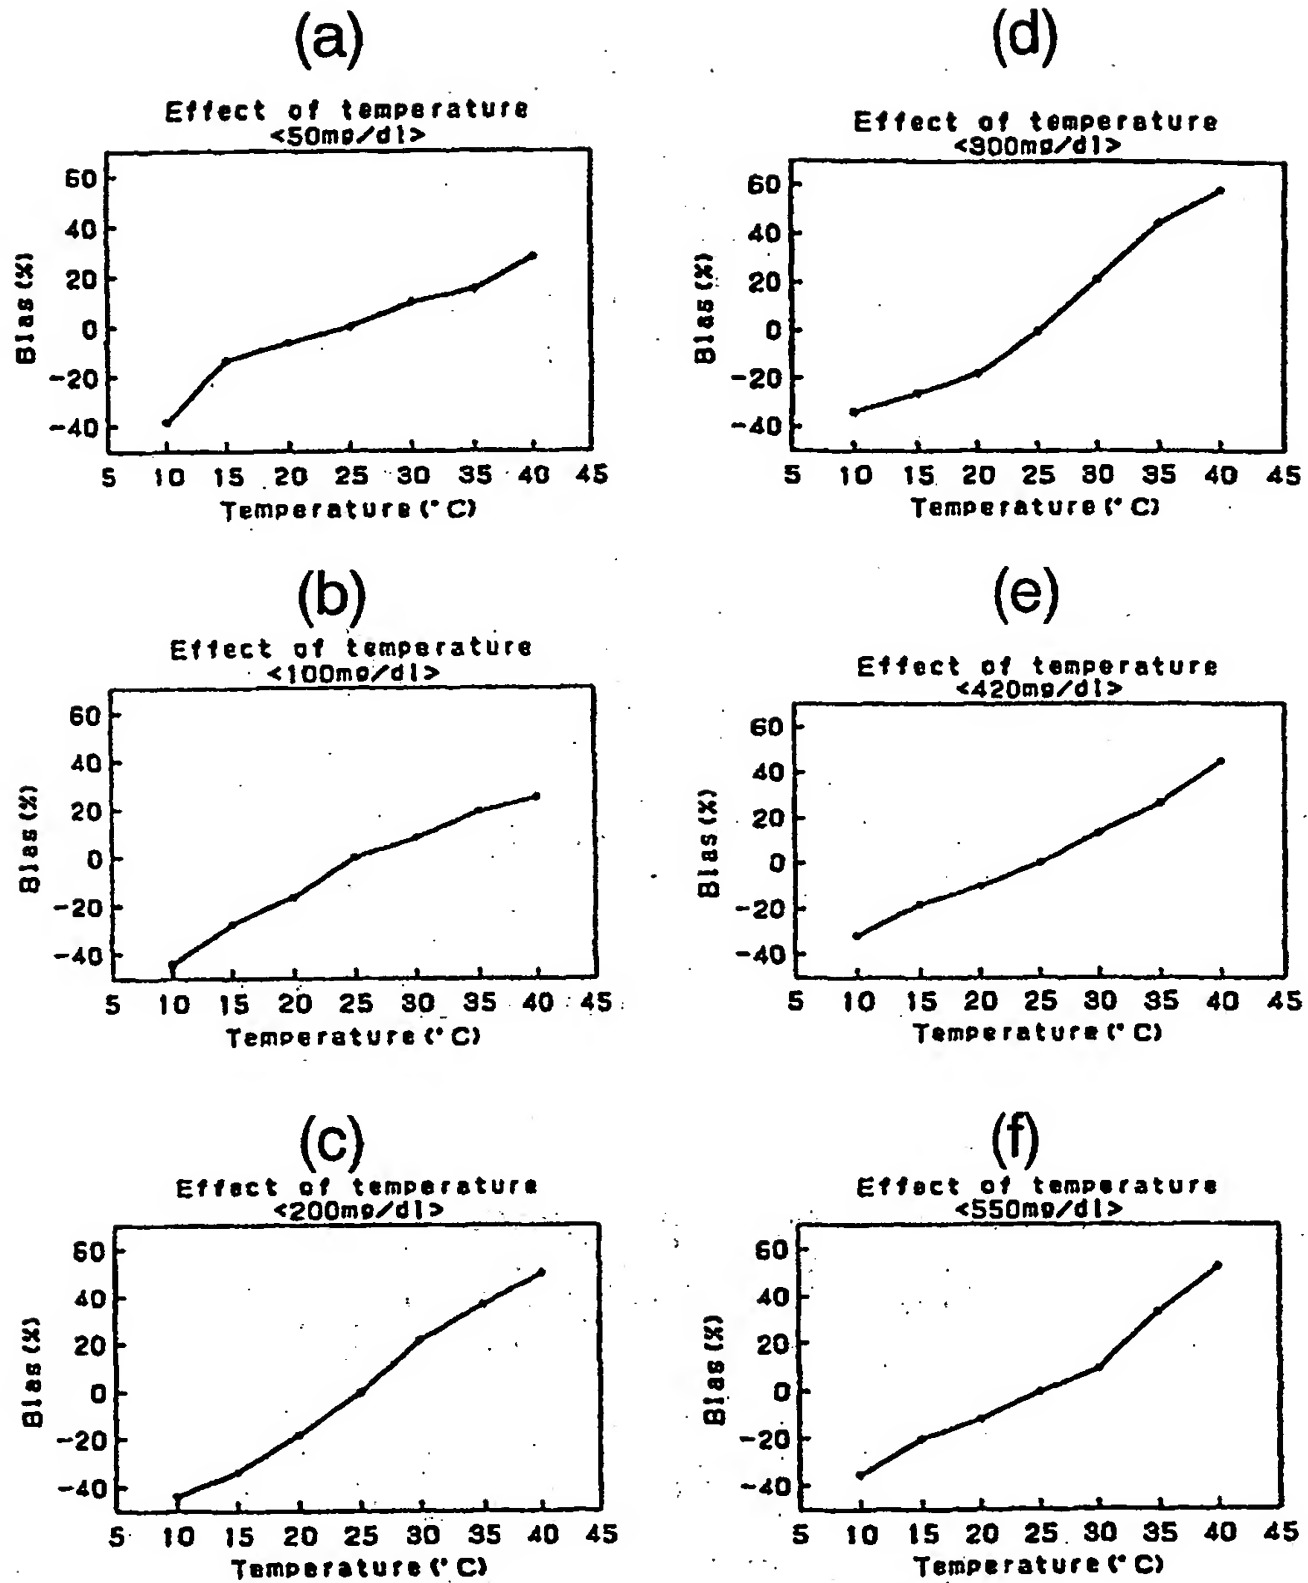 (a)
Effect of temperature
<50mg/dl>
60
40
20
0
-20
-40
Bias (%)
5 10 15 20 25 30 35 40 45
Temperature (°C)
(b)
Effect of temperature
<100mg/dl>
60
40
20
0
-20
-40
Bias (%)
5 10 15 20 25 30 35 40 45
Temperature (°C)
(c)
Effect of temperature
<200mg/dl>
60
40
20
0
-20
-40
Bias (%)
5 10 15 20 25 30 35 40 45
Temperature (°C)
(d)
Effect of temperature
<300mg/dl>
60
40
20
0
-20
-40
Bias (%)
5 10 15 20 25 30 35 40 45
Temperature (°C)
(e)
Effect of temperature
<420mg/dl>
60
40
20
0
-20
-40
Bias (%)
5 10 15 20 25 30 35 40 45
Temperature (°C)
(f)
Effect of temperature
<550mg/dl>
60
40
20
0
-20
-40
Bias (%)
5 10 15 20 25 30 35 40 45
Temperature (°C)